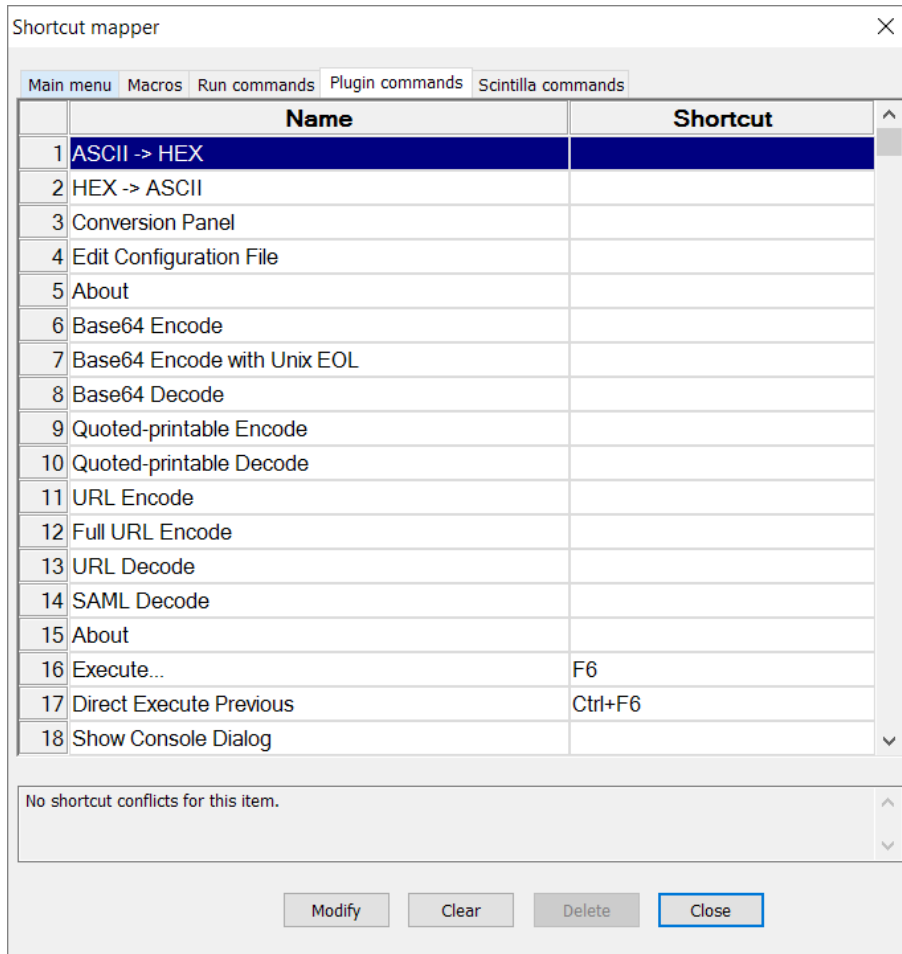 Shortcut mapper
Main menu Macros Run commands Plugin commands Scintilla commands
Name Shortcut
1 ASCII -> HEX
2 HEX -> ASCII
3 Conversion Panel
4 Edit Configuration File
5 About
6 Base64 Encode
7 Base64 Encode with Unix EOL
8 Base64 Decode
9 Quoted-printable Encode
10 Quoted-printable Decode
11 URL Encode
12 Full URL Encode
13 URL Decode
14 SAML Decode
15 About
16 Execute... F6
17 Direct Execute Previous Ctrl+F6
18 Show Console Dialog
No shortcut conflicts for this item.
Modify Clear Delete Close